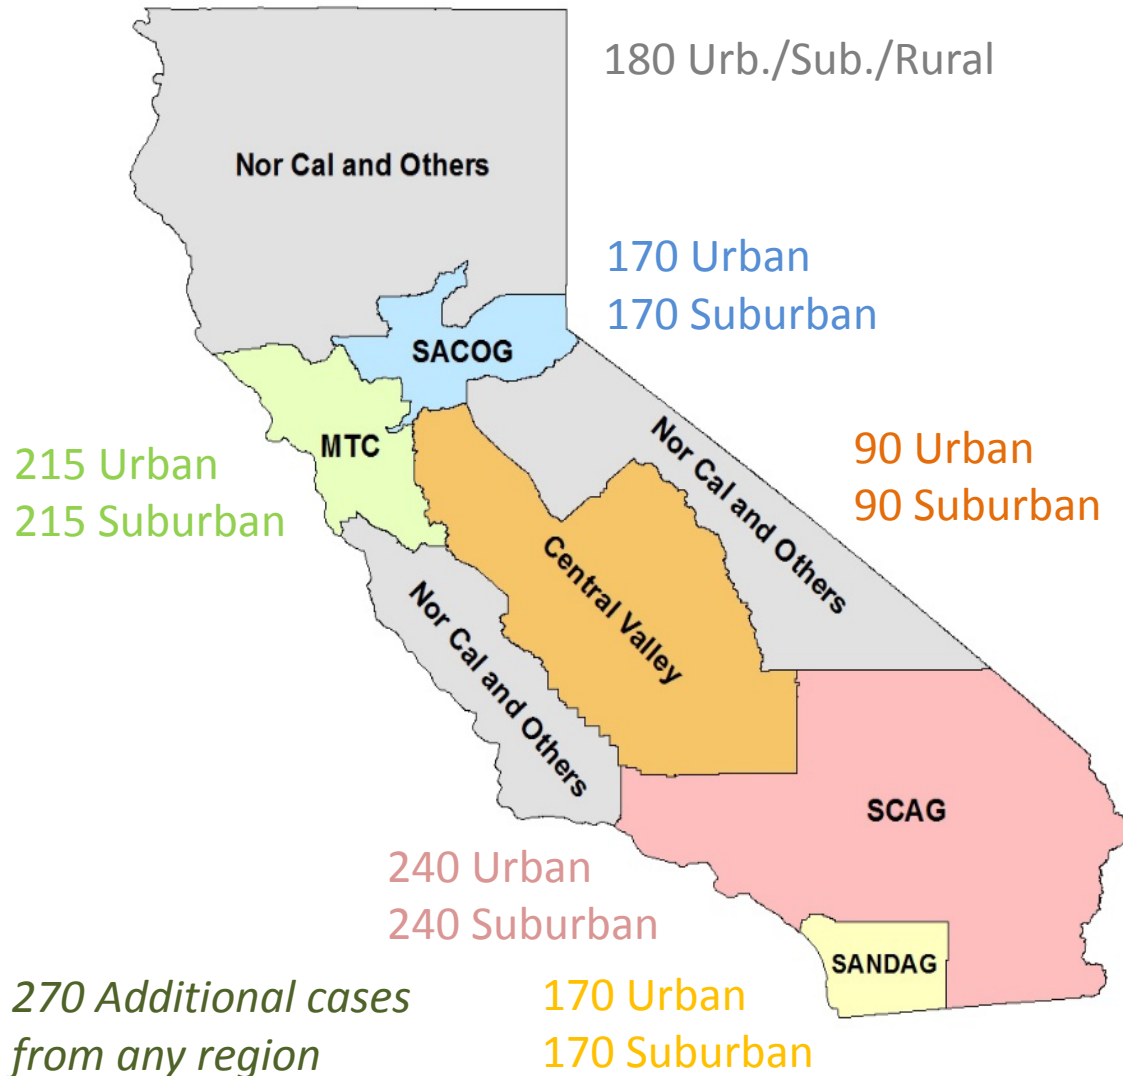 180 Urb./Sub./Rural
Nor Cal and Others
170 Urban
170 Suburban
SACOG
MTC
215 Urban
215 Suburban
Nor Cal and Others
90 Urban
90 Suburban
Central Valley
Nor Cal and Others
SCAG
240 Urban
240 Suburban
SANDAG
270 Additional cases
from any region
170 Urban
170 Suburban